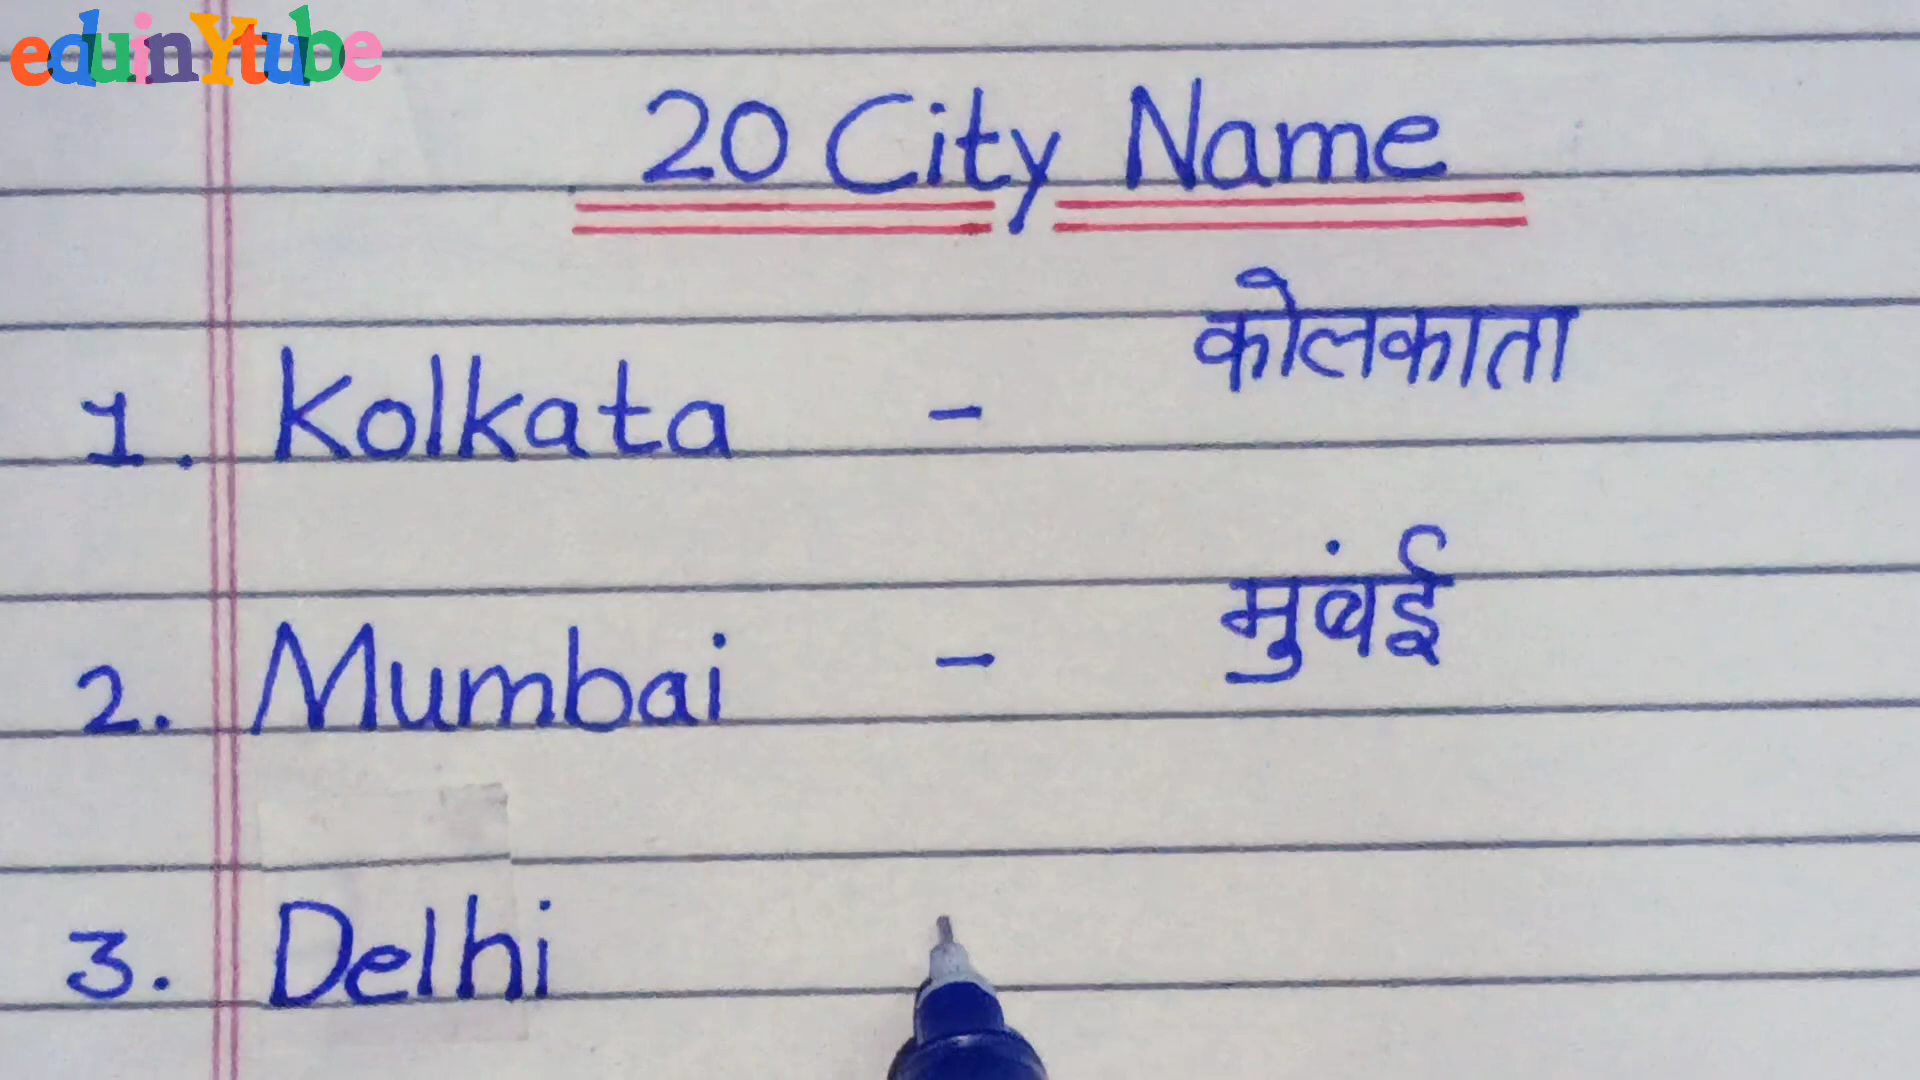 eduinYtube
20 City Name
1. Kolkata - कोलकाता
2. Mumbai - मुंबई
3. Delhi